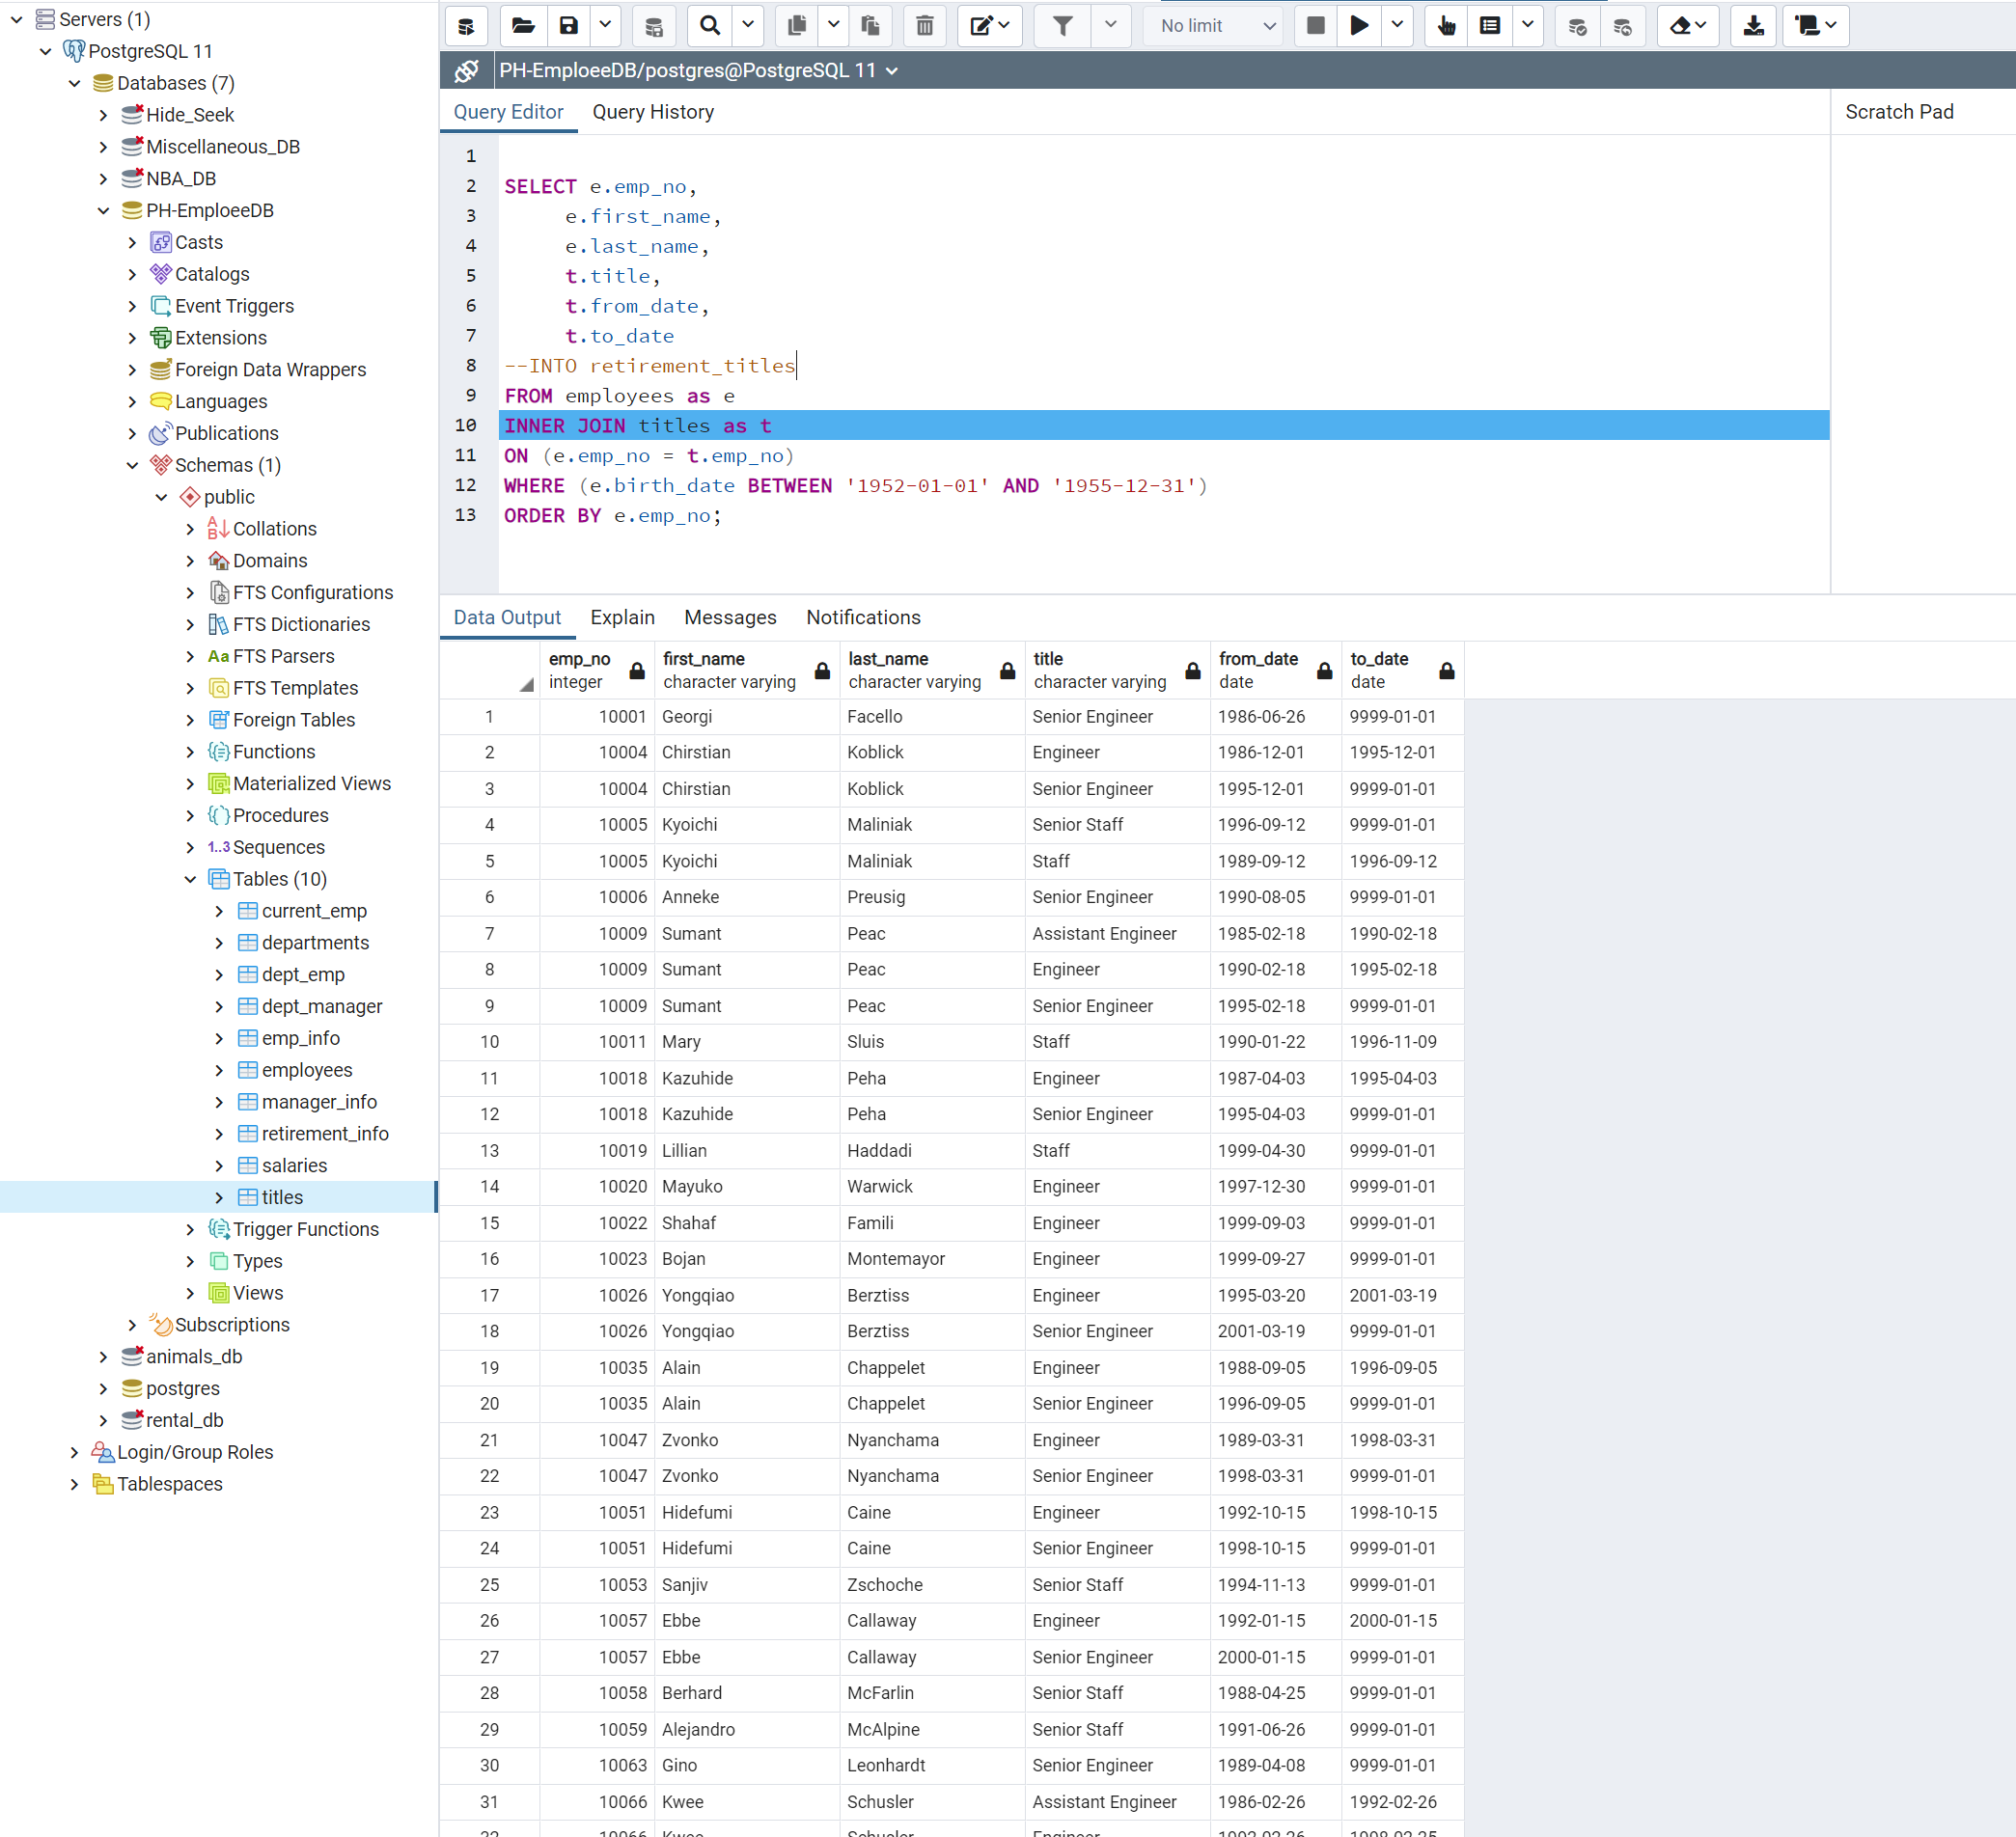 Servers (1)
PostgreSQL 11
Databases (7)
Hide_Seek
Miscellaneous_DB
NBA_DB
PH-EmploeeDB
Casts
Catalogs
Event Triggers
Extensions
Foreign Data Wrappers
Languages
Publications
Schemas (1)
public
Collations
Domains
FTS Configurations
FTS Dictionaries
Aa FTS Parsers
FTS Templates
Foreign Tables
Functions
Materialized Views
Procedures
1..3 Sequences
Tables (10)
current_emp
departments
dept_emp
dept_manager
emp_info
employees
manager_info
retirement_info
salaries
titles
Trigger Functions
Types
Views
Subscriptions
animals_db
postgres
rental_db
Login/Group Roles
Tablespaces
No limit
PH-EmploeeDB/postgres@PostgreSQL 11
Query Editor Query History
Scratch Pad
1
2 SELECT e.emp_no,
3 e.first_name,
4 e.last_name,
5 t.title,
6 t.from_date,
7 t.to_date
8 --INTO retirement_titles
9 FROM employees as e
10 INNER JOIN titles as t
11 ON (e.emp_no = t.emp_no)
12 WHERE (e.birth_date BETWEEN '1952-01-01' AND '1955-12-31')
13 ORDER BY e.emp_no;
Data Output Explain Messages Notifications
emp_no first_name last_name title from_date to_date
integer character varying character varying character varying date date
1 10001 Georgi Facello Senior Engineer 1986-06-26 9999-01-01
2 10004 Chirstian Koblick Engineer 1986-12-01 1995-12-01
3 10004 Chirstian Koblick Senior Engineer 1995-12-01 9999-01-01
4 10005 Kyoichi Maliniak Senior Staff 1996-09-12 9999-01-01
5 10005 Kyoichi Maliniak Staff 1989-09-12 1996-09-12
6 10006 Anneke Preusig Senior Engineer 1990-08-05 9999-01-01
7 10009 Sumant Peac Assistant Engineer 1985-02-18 1990-02-18
8 10009 Sumant Peac Engineer 1990-02-18 1995-02-18
9 10009 Sumant Peac Senior Engineer 1995-02-18 9999-01-01
10 10011 Mary Sluis Staff 1990-01-22 1996-11-09
11 10018 Kazuhide Peha Engineer 1987-04-03 1995-04-03
12 10018 Kazuhide Peha Senior Engineer 1995-04-03 9999-01-01
13 10019 Lillian Haddadi Staff 1999-04-30 9999-01-01
14 10020 Mayuko Warwick Engineer 1997-12-30 9999-01-01
15 10022 Shahaf Famili Engineer 1999-09-03 9999-01-01
16 10023 Bojan Montemayor Engineer 1999-09-27 9999-01-01
17 10026 Yongqiao Berztiss Engineer 1995-03-20 2001-03-19
18 10026 Yongqiao Berztiss Senior Engineer 2001-03-19 9999-01-01
19 10035 Alain Chappelet Engineer 1988-09-05 1996-09-05
20 10035 Alain Chappelet Senior Engineer 1996-09-05 9999-01-01
21 10047 Zvonko Nyanchama Engineer 1989-03-31 1998-03-31
22 10047 Zvonko Nyanchama Senior Engineer 1998-03-31 9999-01-01
23 10051 Hidefumi Caine Engineer 1992-10-15 1998-10-15
24 10051 Hidefumi Caine Senior Engineer 1998-10-15 9999-01-01
25 10053 Sanjiv Zschoche Senior Staff 1994-11-13 9999-01-01
26 10057 Ebbe Callaway Engineer 1992-01-15 2000-01-15
27 10057 Ebbe Callaway Senior Engineer 2000-01-15 9999-01-01
28 10058 Berhard McFarlin Senior Staff 1988-04-25 9999-01-01
29 10059 Alejandro McAlpine Senior Staff 1991-06-26 9999-01-01
30 10063 Gino Leonhardt Senior Engineer 1989-04-08 9999-01-01
31 10066 Kwee Schusler Assistant Engineer 1986-02-26 1992-02-26